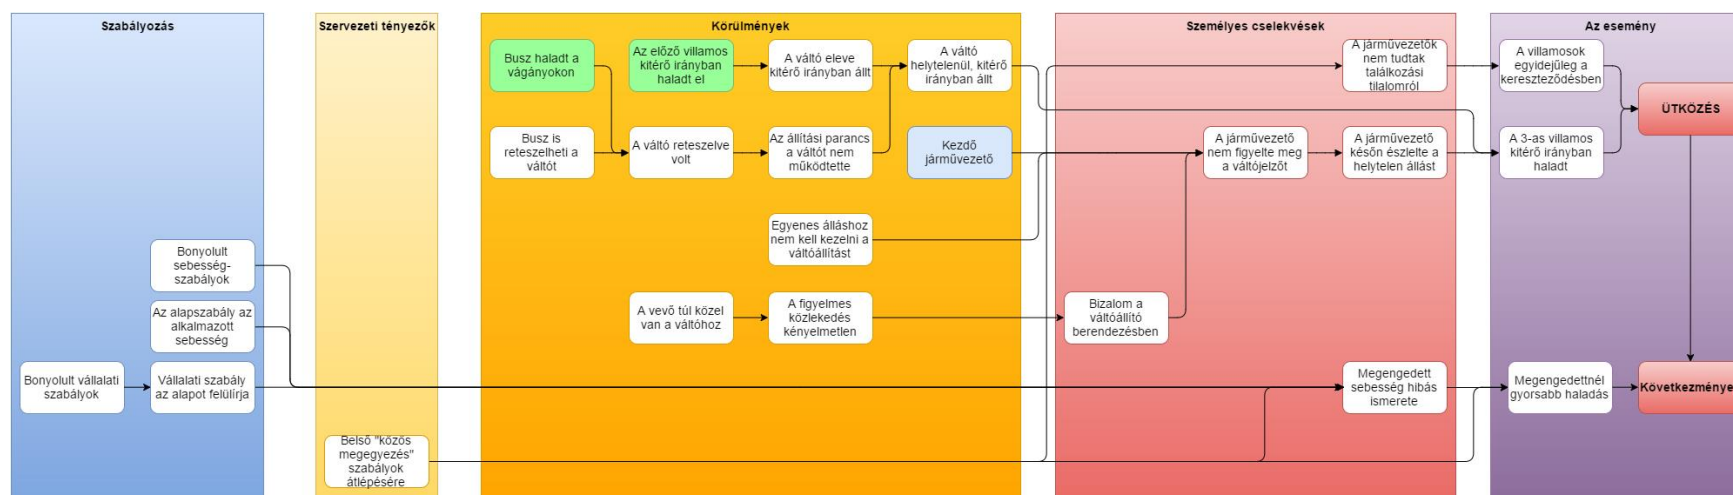 Szabályozás
Szervezeti tényezők
Körülmények
Személyes cselekvések
Az esemény
Busz haladt a
vágányokon
Az előző villamos
kitérő irányban
haladt el
A váltó eleve
kitérő irányban állt
A váltó
helytelenül, kitérő
irányban állt
A járművezetők
nem tudtak
találkozási
tilalomról
A villamosok
egyidejűleg a
kereszteződésben
ÜTKÖZÉS
Busz is
reteszelheti a
váltót
A váltó reteszelve
volt
Az állítási parancs
a váltót nem
működtette
Kezdő
járművezető
A járművezető
nem figyelte meg
a váltójelzőt
A járművezető
későn észlelte a
helytelen állást
A 3-as villamos
kitérő irányban
haladt
Egyenes álláshoz
nem kell kezelni a
váltóállítást
Bonyolult
sebesség-
szabályok
Az alapszabály az
alkalmazott
sebesség
A vevő túl közel
van a váltóhoz
A figyelmes
közlekedés
kényelmetlen
Bizalom a
váltóállító
berendezésben
Bonyolult vállalati
szabályok
Vállalati szabály
az alapot felülírja
Megengedett
sebesség hibás
ismerete
Megengedettnél
gyorsabb haladás
Következménye
Belső "közös
megegyezés"
szabályok
átlépésére